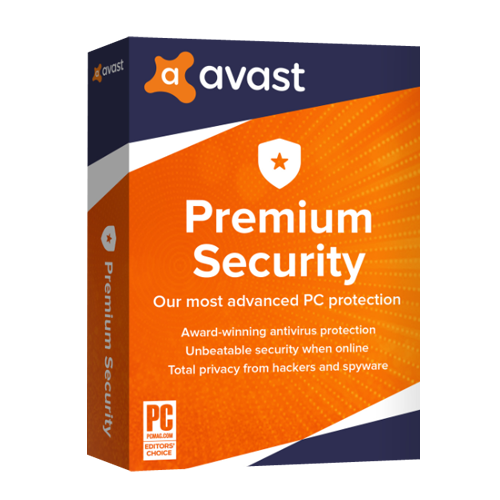 avast
Premium Security
avast
Premium
Security
Our most advanced PC protection
Award-winning antivirus protection
Unbeatable security when online
Total privacy from hackers and spyware
PC
PCMAG.COM
EDITORS'
CHOICE